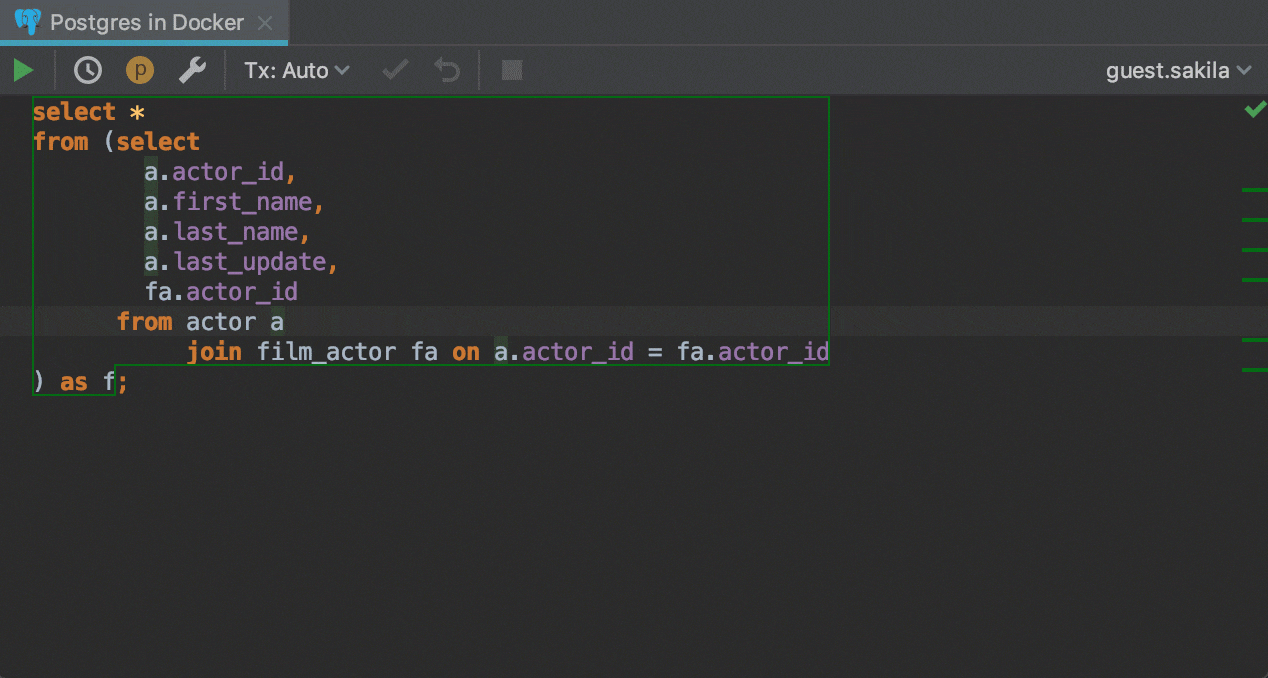 Postgres in Docker
p Tx: Auto guest.sakila
select *
from (select
a.actor_id,
a.first_name,
a.last_name,
a.last_update,
fa.actor_id
from actor a
join film_actor fa on a.actor_id = fa.actor_id
) as f;